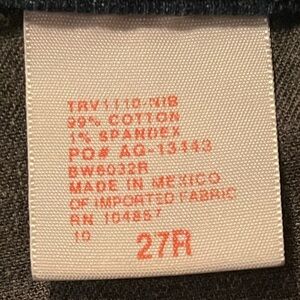 TRV1110-NIB
99% COTTON
1% SPANDEX
PO# AG-13143
BW6032R
MADE IN MEXICO
OF IMPORTED FABRIC
RN 104857
10
27R